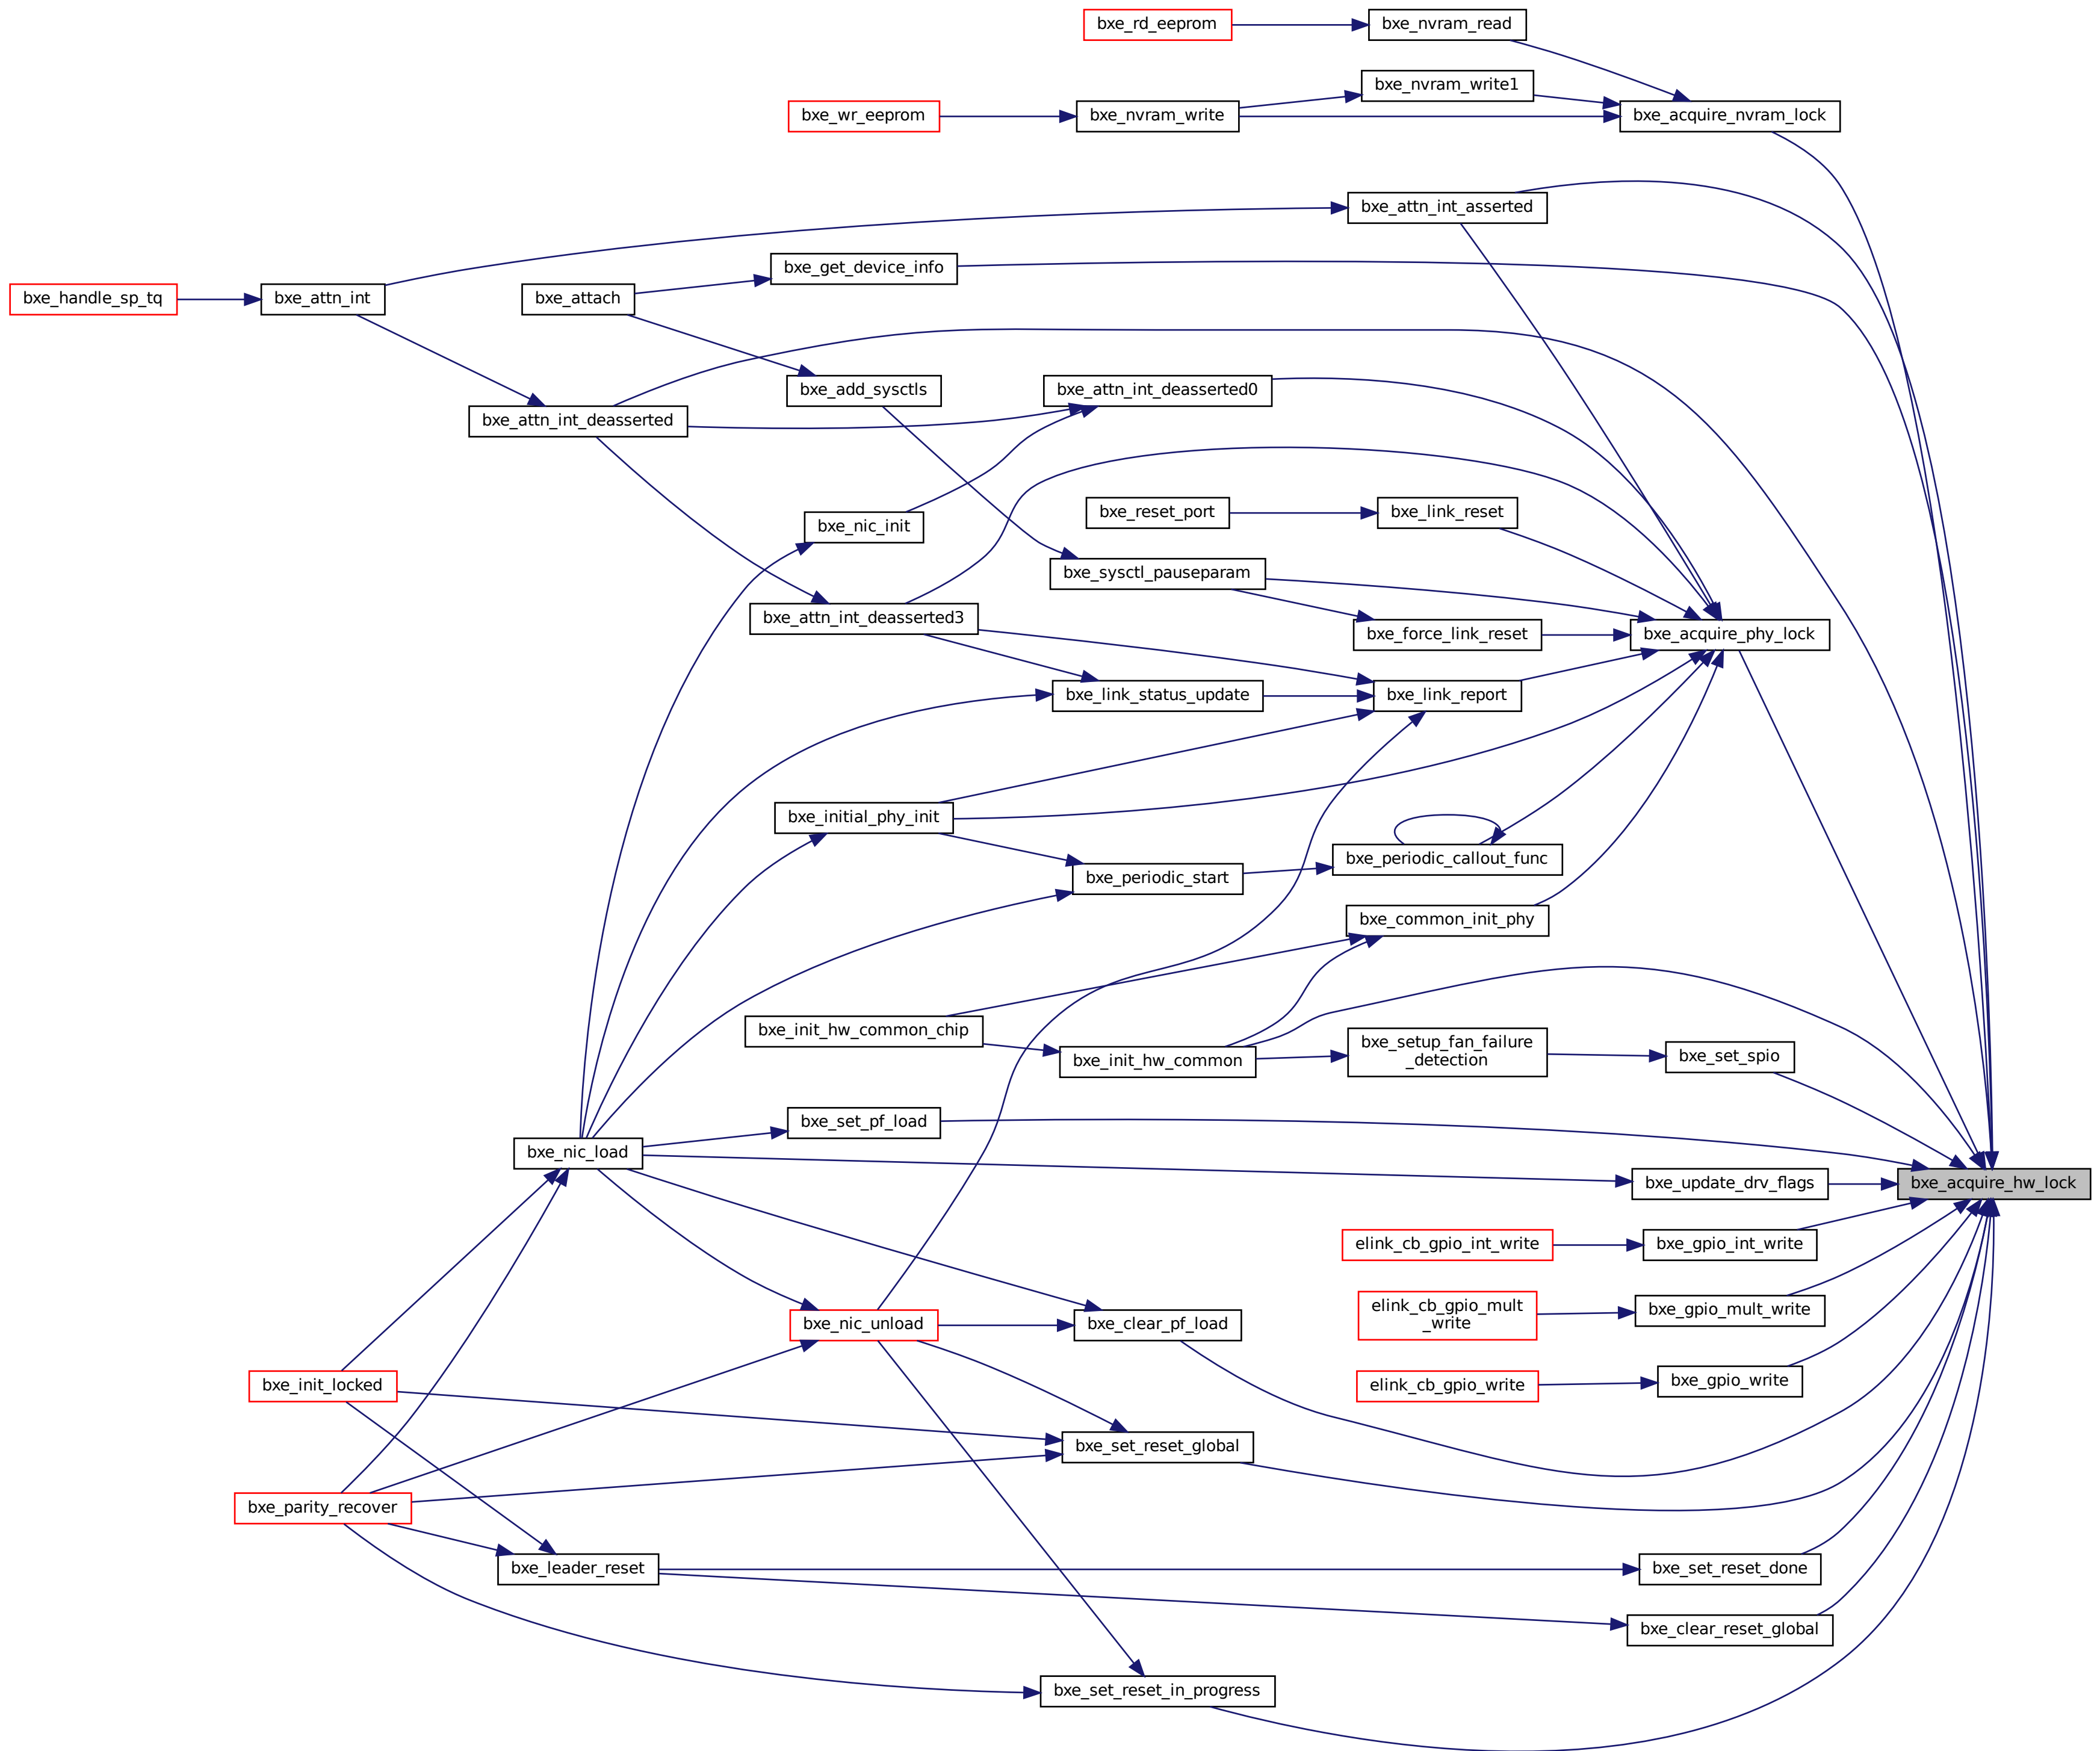 bxe_rd_eeprom
bxe_nvram_read
bxe_nvram_write1
bxe_wr_eeprom
bxe_nvram_write
bxe_acquire_nvram_lock
bxe_attn_int_asserted
bxe_get_device_info
bxe_handle_sp_tq
bxe_attn_int
bxe_attach
bxe_add_sysctls
bxe_attn_int_deasserted0
bxe_attn_int_deasserted
bxe_reset_port
bxe_link_reset
bxe_nic_init
bxe_sysctl_pauseparam
bxe_attn_int_deasserted3
bxe_force_link_reset
bxe_acquire_phy_lock
bxe_link_status_update
bxe_link_report
bxe_initial_phy_init
bxe_periodic_callout_func
bxe_periodic_start
bxe_common_init_phy
bxe_init_hw_common_chip
bxe_init_hw_common
bxe_setup_fan_failure
_detection
bxe_set_spio
bxe_set_pf_load
bxe_nic_load
bxe_update_drv_flags
bxe_acquire_hw_lock
elink_cb_gpio_int_write
bxe_gpio_int_write
elink_cb_gpio_mult
_write
bxe_gpio_mult_write
bxe_nic_unload
bxe_clear_pf_load
bxe_init_locked
elink_cb_gpio_write
bxe_gpio_write
bxe_set_reset_global
bxe_parity_recover
bxe_leader_reset
bxe_set_reset_done
bxe_clear_reset_global
bxe_set_reset_in_progress